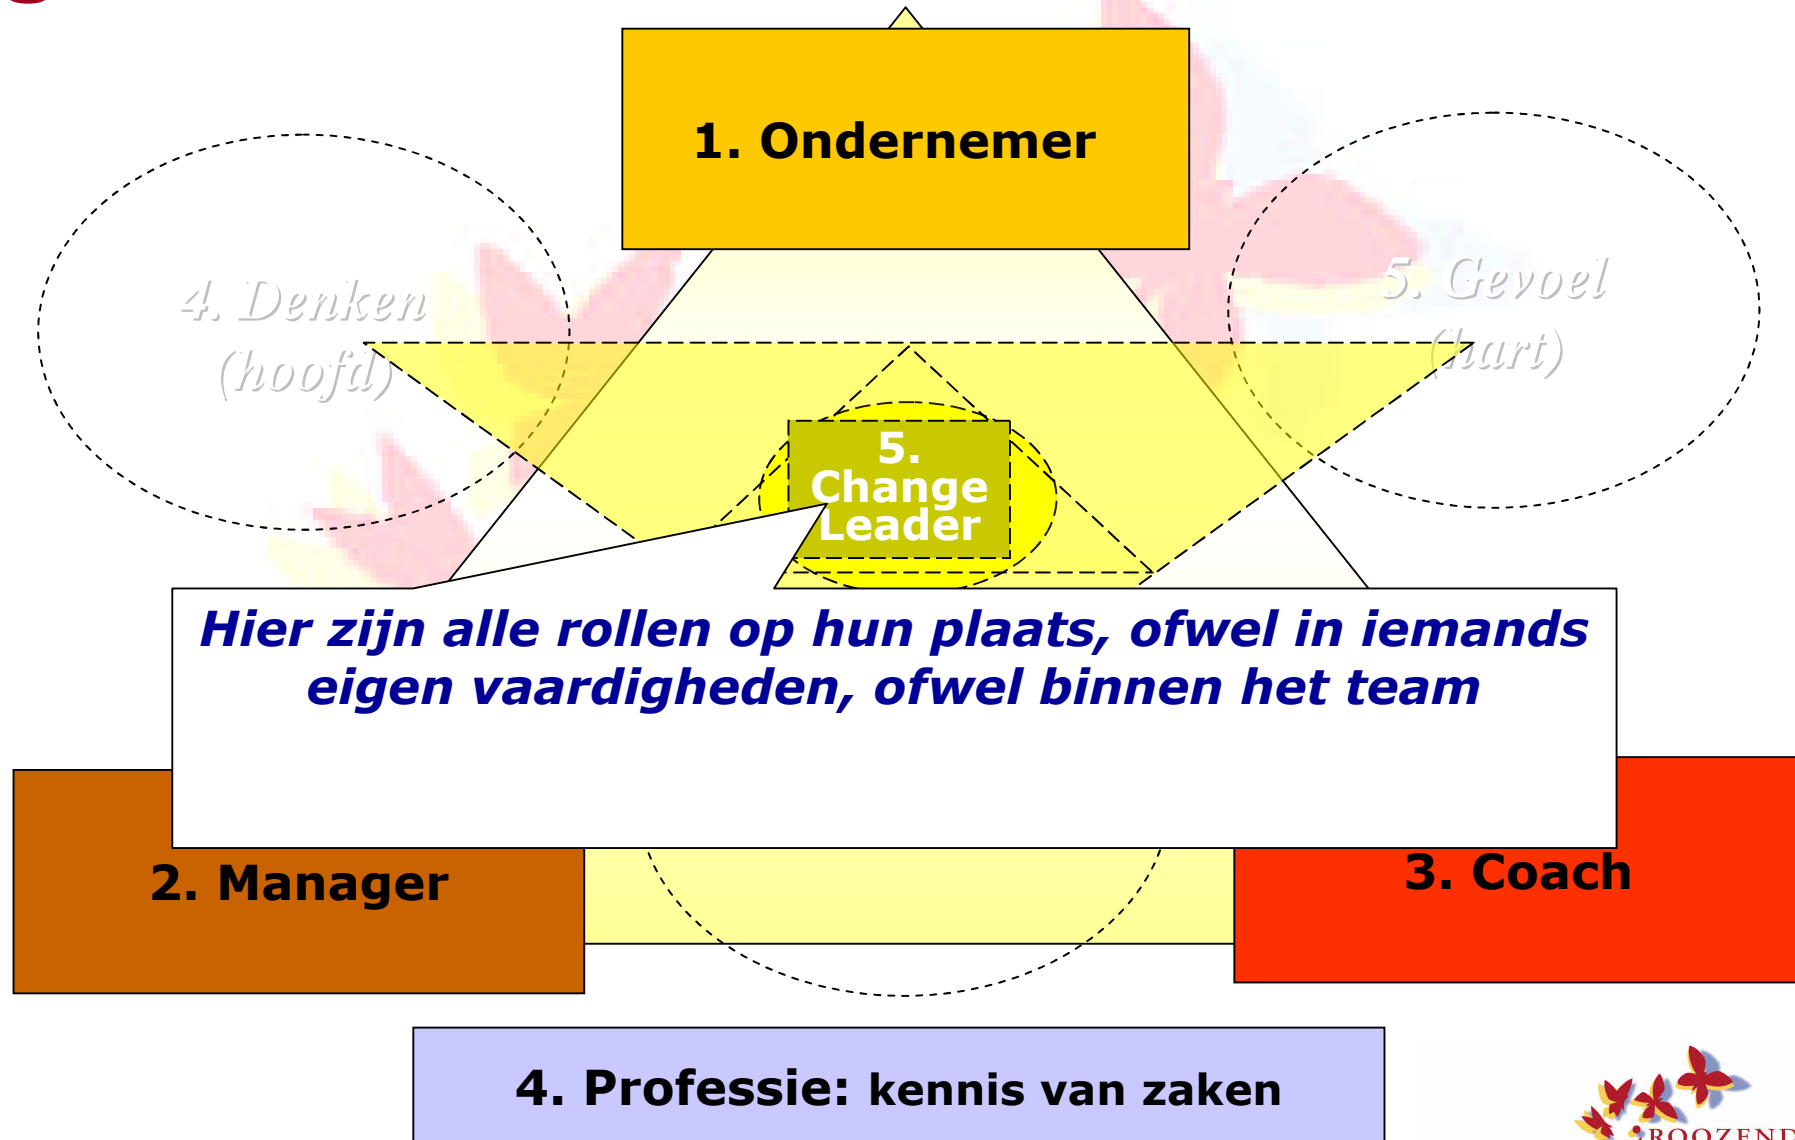 1. Ondernemer
4. Denken
(hoofd)
5. Gevoel
(hart)
5.
Change
Leader
Hier zijn alle rollen op hun plaats, ofwel in iemands
eigen vaardigheden, ofwel binnen het team
2. Manager
3. Coach
4. Professie: kennis van zaken
ROOZEND